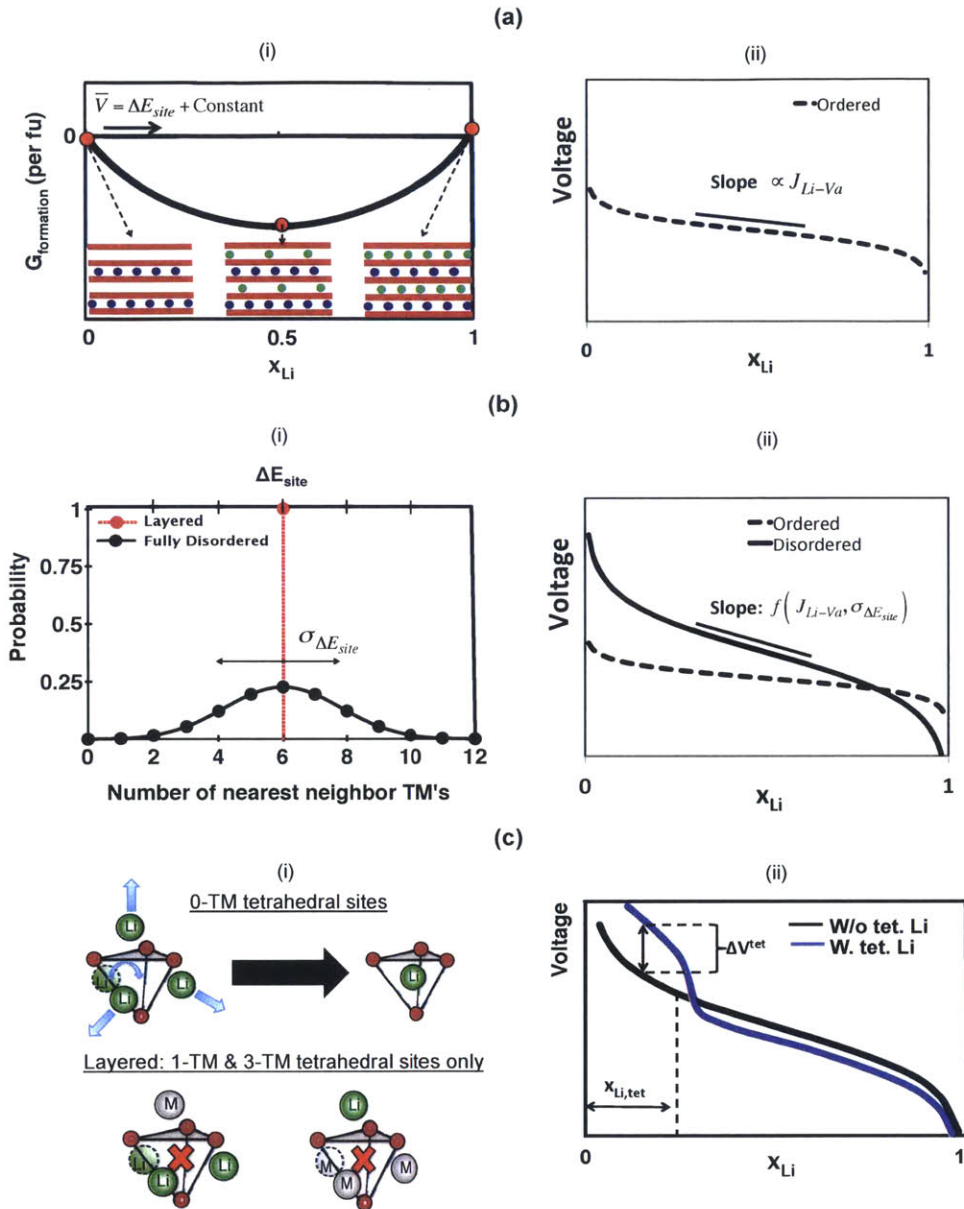 (a)
(i)
V̅ = ΔE_site + Constant
0
G_formation (per fu)
0
0.5
1
x_Li
(ii)
Ordered
Voltage
Slope ∝ J_Li–Va
0
1
x_Li
(b)
(i)
ΔE_site
1
Layered
Fully Disordered
0.75
Probability
0.5
σ_ΔE_site
0.25
0
2
4
6
8
10
12
Number of nearest neighbor TM's
(ii)
Ordered
Disordered
Voltage
Slope: f( J_Li–Va, σ_ΔE_site )
0
1
x_Li
(c)
(i)
0-TM tetrahedral sites
Li
Li
Li
Li
Li
Layered: 1-TM & 3-TM tetrahedral sites only
M
Li
Li
Li
Li
M
M
M
(ii)
Voltage
W/o tet. Li
W. tet. Li
ΔV^tet
x_Li,tet
0
1
x_Li